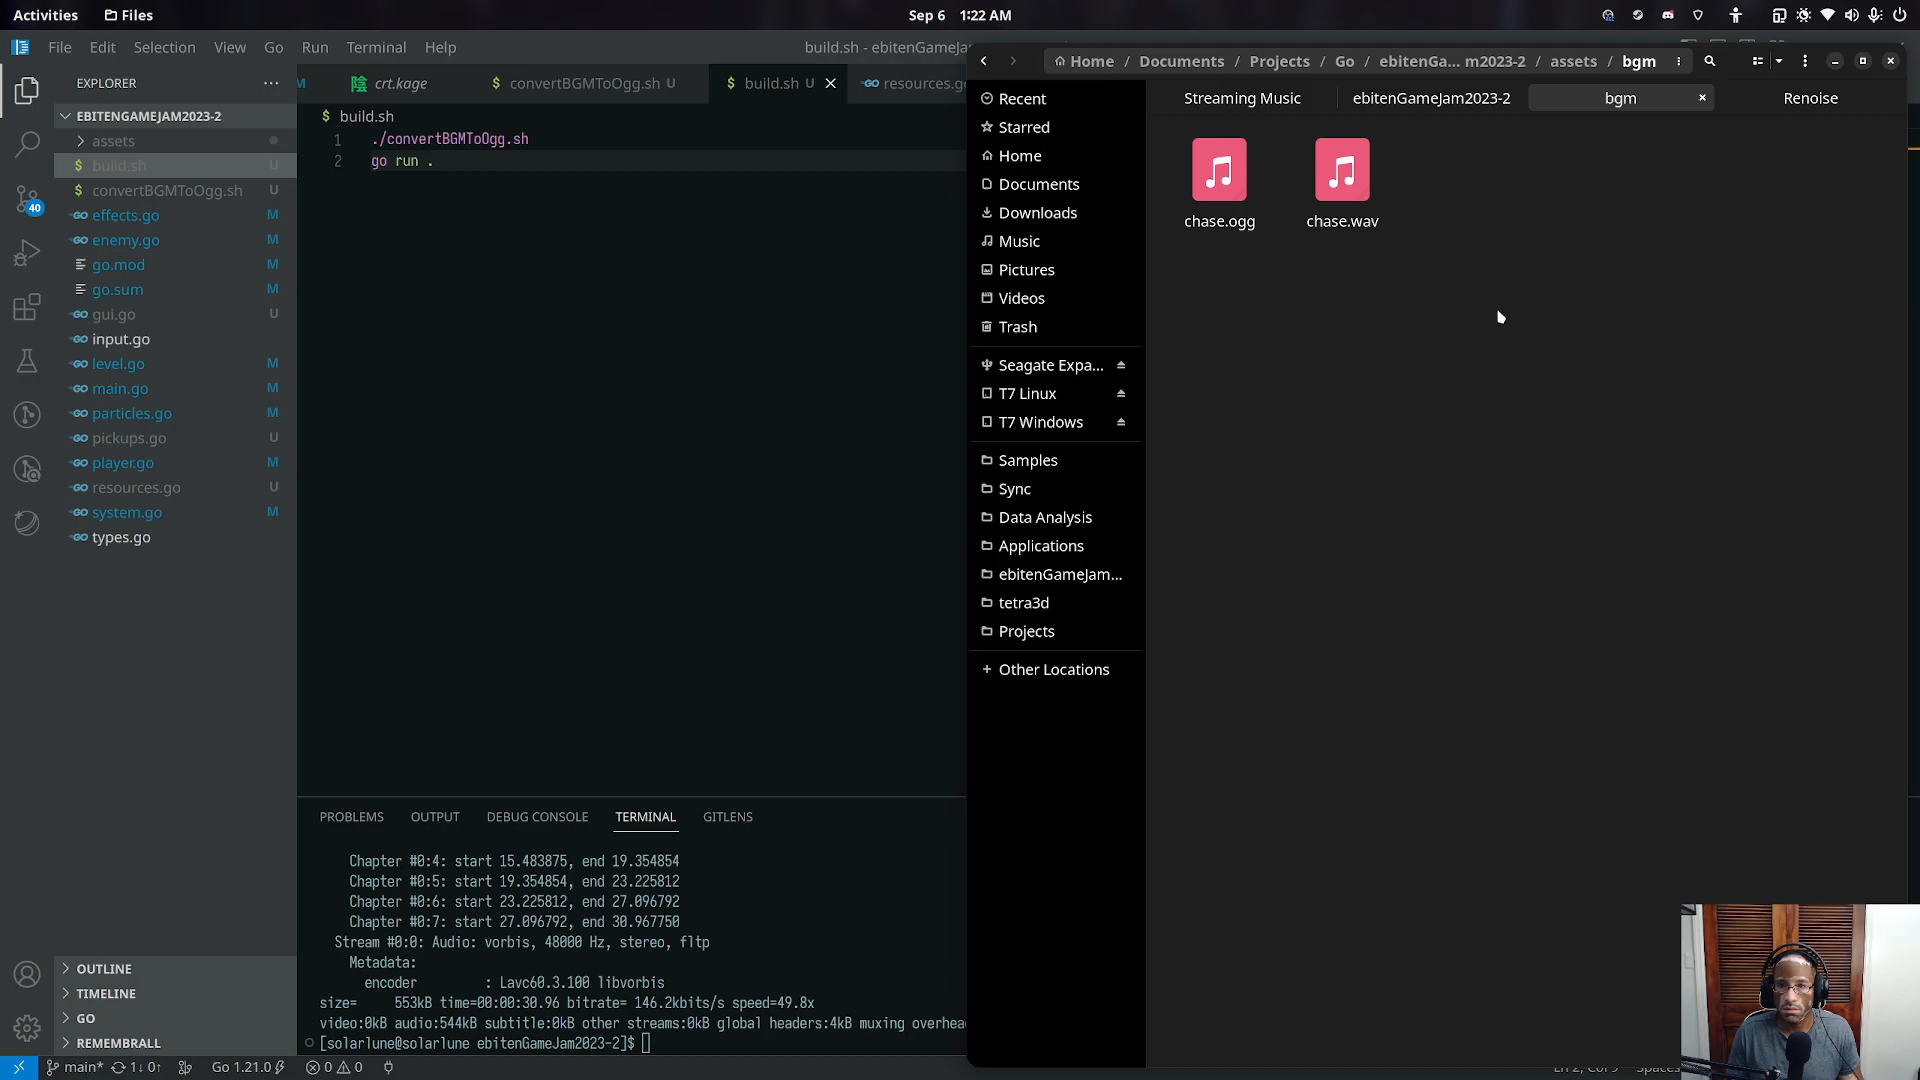 Activities
Files
Sep 6 1:22 AM
File Edit Selection View Go Run Terminal Help
build.sh - ebitenGameJa
EXPLORER
M
crt.kage
convertBGMToOgg.sh U
build.sh U
resources.go
EBITENGAMEJAM2023-2
assets
build.sh U
convertBGMToOgg.sh U
effects.go M
enemy.go M
go.mod M
go.sum M
gui.go U
input.go
level.go M
main.go M
particles.go M
pickups.go U
player.go M
resources.go U
system.go M
types.go
40
OUTLINE
TIMELINE
GO
REMEMBRALL
build.sh
1 ./convertBGMToOgg.sh
2 go run .
PROBLEMS OUTPUT DEBUG CONSOLE TERMINAL GITLENS
Chapter #0:4: start 15.483875, end 19.354854
Chapter #0:5: start 19.354854, end 23.225812
Chapter #0:6: start 23.225812, end 27.096792
Chapter #0:7: start 27.096792, end 30.967750
Stream #0:0: Audio: vorbis, 48000 Hz, stereo, fltp
Metadata:
encoder : Lavc60.3.100 libvorbis
size= 553kB time=00:00:30.96 bitrate= 146.2kbits/s speed=49.8x
video:0kB audio:544kB subtitle:0kB other streams:0kB global headers:4kB muxing overhea
[solarlune@solarlune ebitenGameJam2023-2]$
main* 1↓ 0↑ Go 1.21.0 0 0
Home / Documents / Projects / Go / ebitenGa… m2023-2 / assets / bgm
Streaming Music
ebitenGameJam2023-2
bgm
Renoise
Recent
Starred
Home
Documents
Downloads
Music
Pictures
Videos
Trash
Seagate Expa…
T7 Linux
T7 Windows
Samples
Sync
Data Analysis
Applications
ebitenGameJam…
tetra3d
Projects
+ Other Locations
chase.ogg
chase.wav